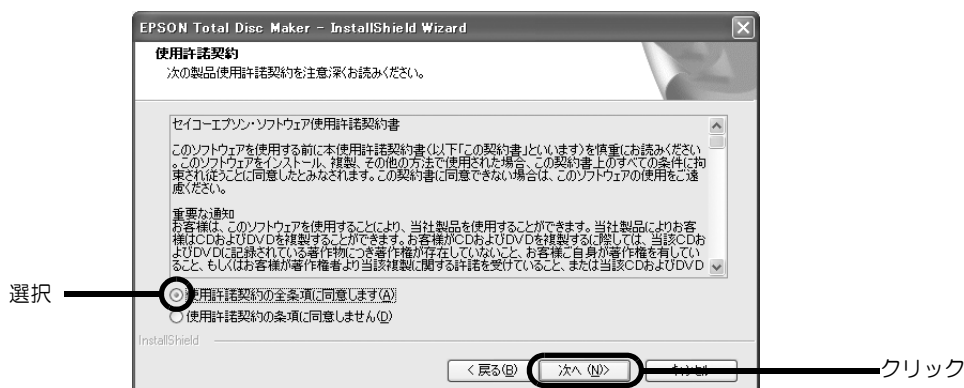 EPSON Total Disc Maker - InstallShield Wizard
使用許諾契約
次の製品使用許諾契約を注意深くお読みください。
セイコーエプソン・ソフトウェア使用許諾契約書
このソフトウェアを使用する前に本使用許諾契約書(以下「この契約書」といいます)を慎重にお読みください
。このソフトウェアをインストール、複製、その他の方法で使用された場合、この契約書上のすべての条件に拘
束され従うことに同意したとみなされます。この契約書に同意できない場合は、このソフトウェアの使用をご遠
慮ください。
重要な通知
お客様は、このソフトウェアを使用することにより、当社製品を使用することができます。当社製品によりお客
様はCDおよびDVDを複製することができます。お客様がCDおよびDVDを複製するに際しては、当該CDお
よびDVDに記録されている著作物につき著作権が存在していないこと、お客様ご自身が著作権を有してい
ること、もしくはお客様が著作権者より当該複製に関する許諾を受けていること、または当該CDおよびDVD
選択
使用許諾契約の全条項に同意します(A)
使用許諾契約の条項に同意しません(D)
InstallShield
< 戻る(B)
次へ (N)>
キャンセル
クリック